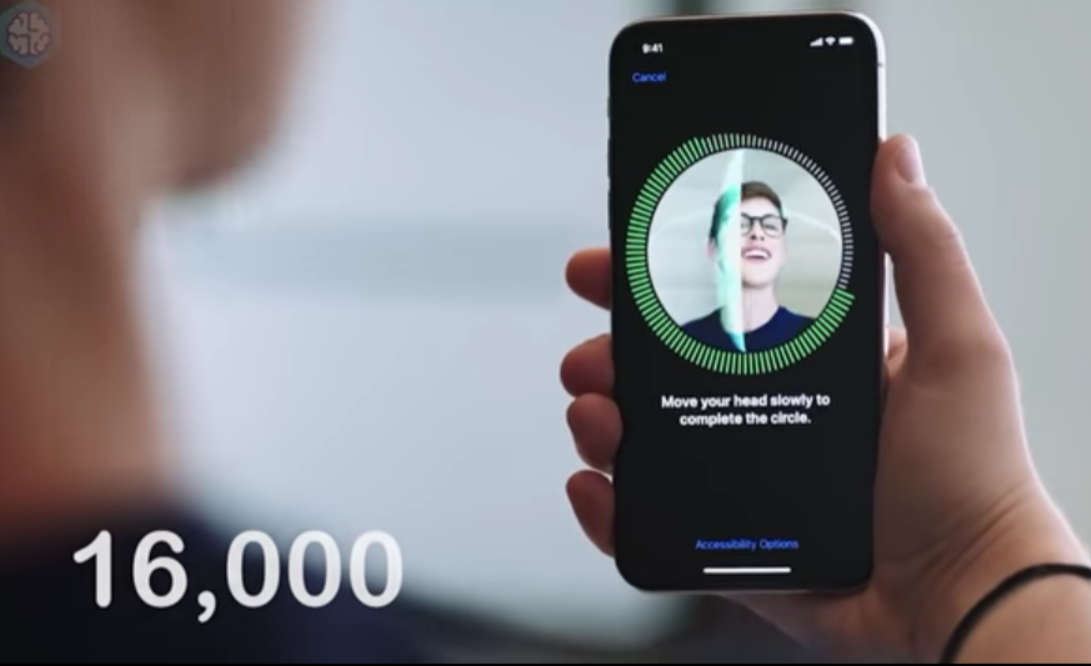 9:41
Cancel
Move your head slowly to
complete the circle.
Accessibility Options
16,000